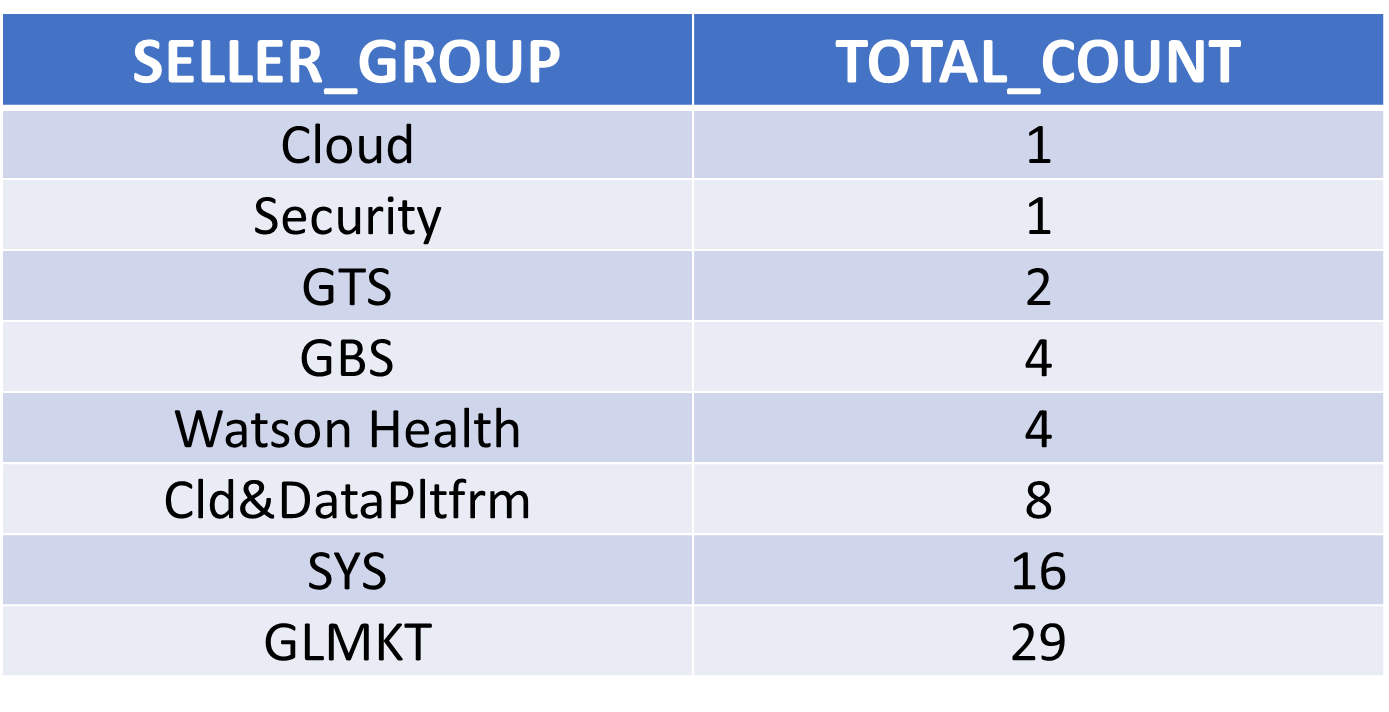 SELLER_GROUP TOTAL_COUNT
Cloud 1
Security 1
GTS 2
GBS 4
Watson Health 4
Cld&DataPltfrm 8
SYS 16
GLMKT 29